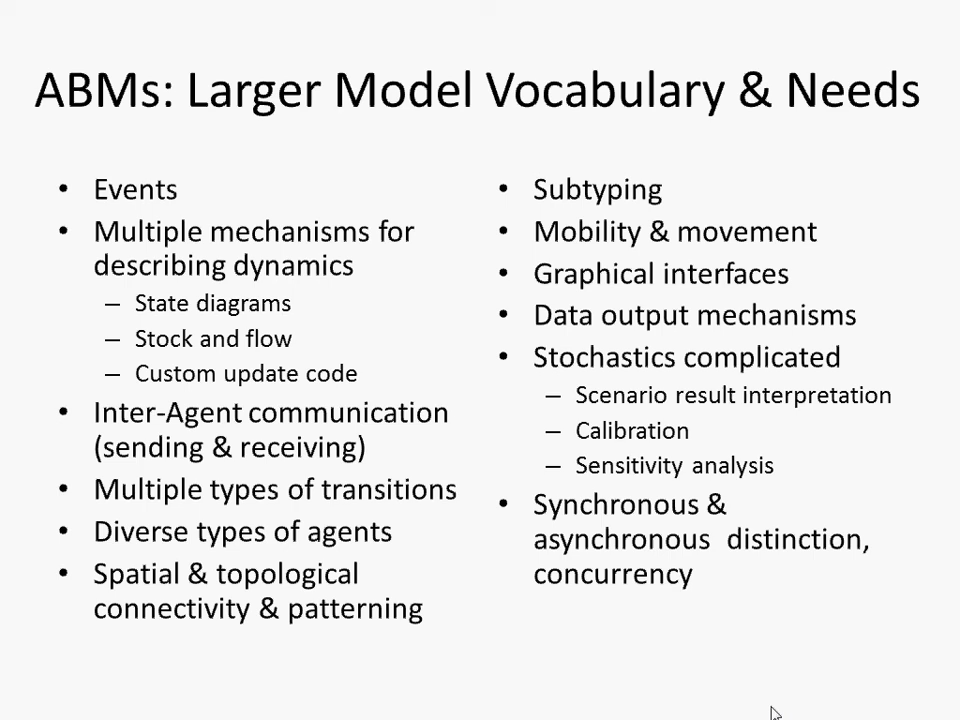 ABMs: Larger Model Vocabulary & Needs
• Events
• Multiple mechanisms for
describing dynamics
– State diagrams
– Stock and flow
– Custom update code
• Inter-Agent communication
(sending & receiving)
• Multiple types of transitions
• Diverse types of agents
• Spatial & topological
connectivity & patterning
• Subtyping
• Mobility & movement
• Graphical interfaces
• Data output mechanisms
• Stochastics complicated
– Scenario result interpretation
– Calibration
– Sensitivity analysis
• Synchronous &
asynchronous distinction,
concurrency